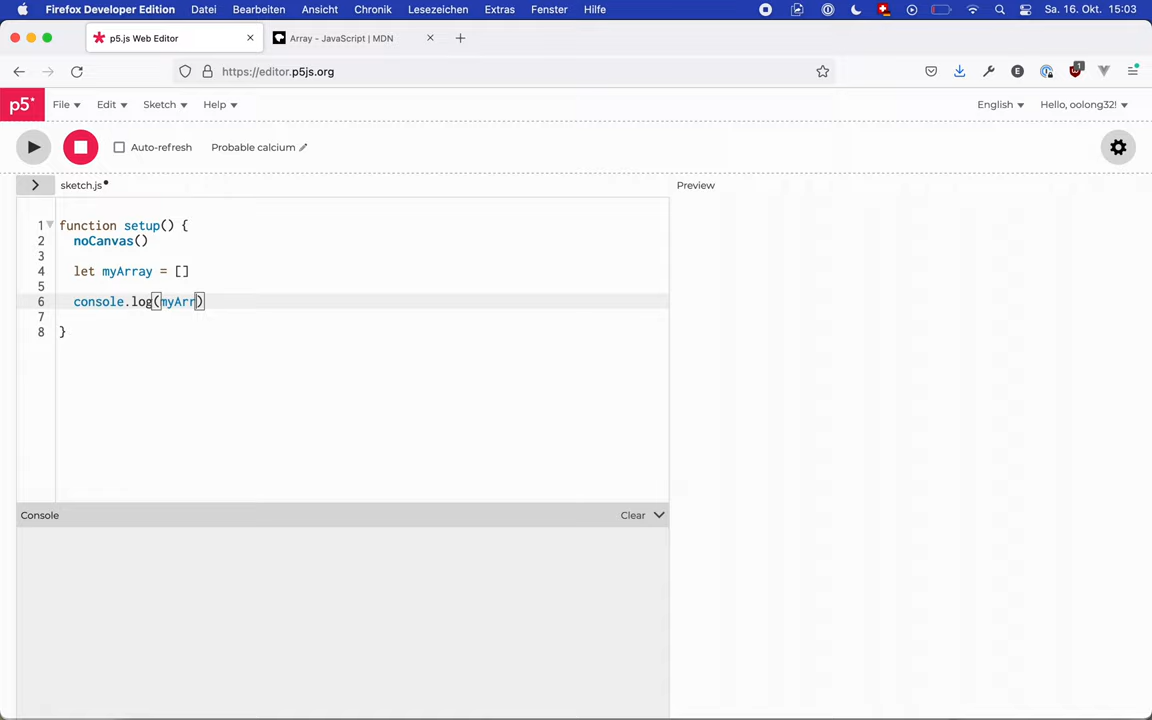 Firefox Developer Edition Datei Bearbeiten Ansicht Chronik Lesezeichen Extras Fenster Hilfe Sa. 16. Okt. 15:03
p5.js Web Editor Array - JavaScript | MDN
https://editor.p5js.org E 1
p5* File Edit Sketch Help English Hello, oolong32!
Auto-refresh Probable calcium
sketch.js Preview
1 function setup() {
2 noCanvas()
3
4 let myArray = []
5
6 console.log(myArr)
7
8 }
Console Clear